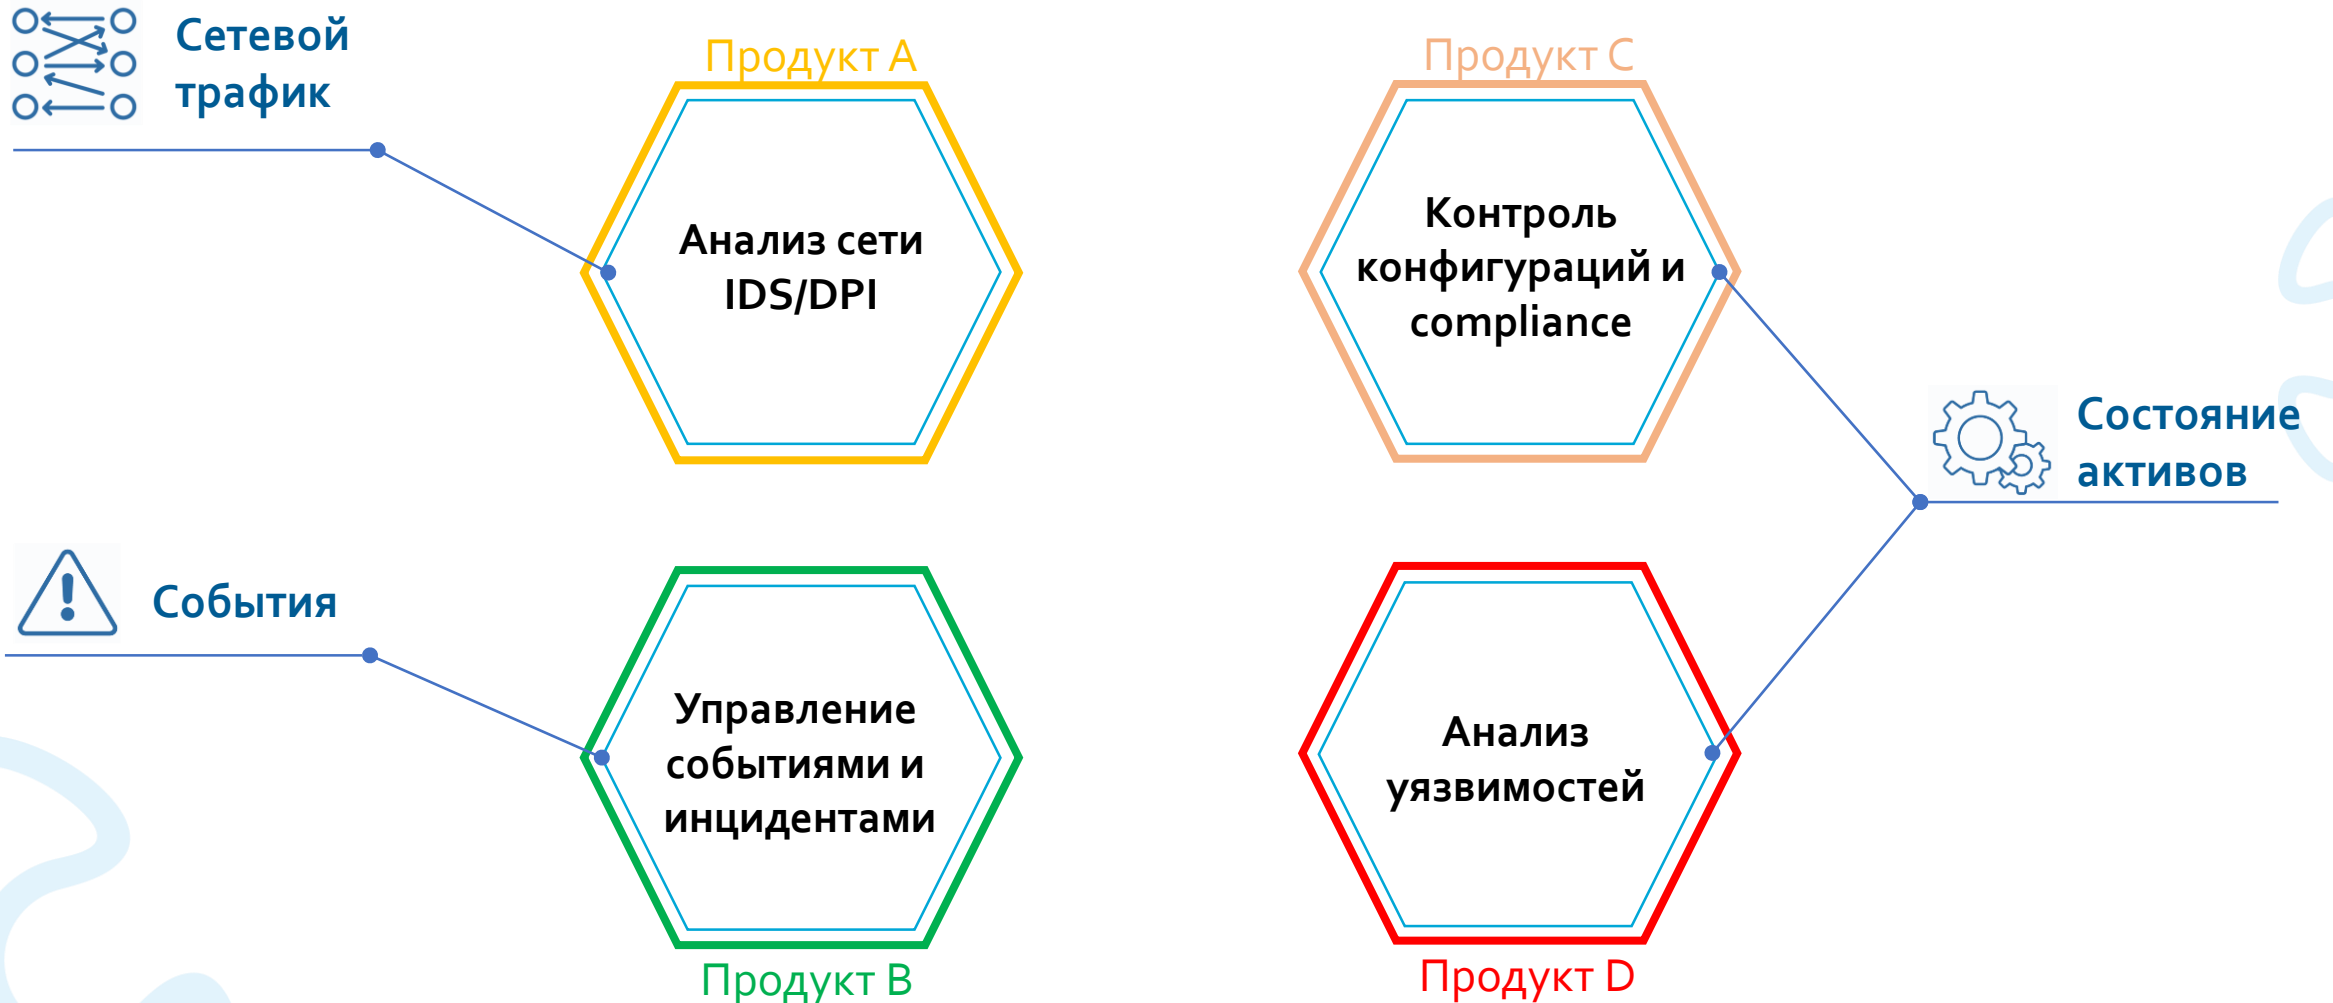 Сетевой
трафик
Продукт A
Анализ сети
IDS/DPI
Продукт C
Контроль
конфигураций и
compliance
Состояние
активов
События
Управление
событиями и
инцидентами
Продукт B
Анализ
уязвимостей
Продукт D